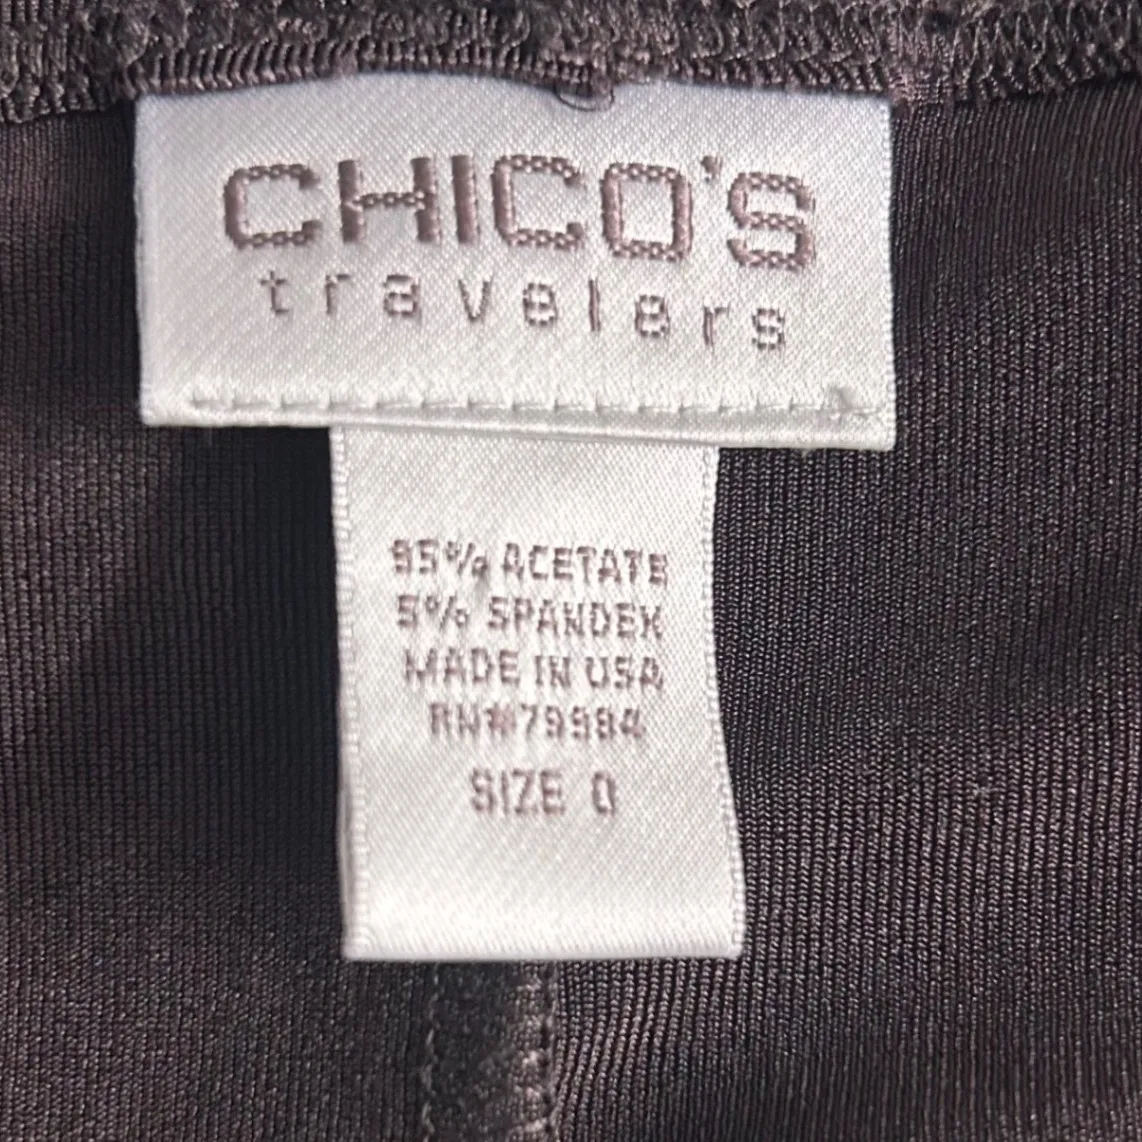 CHICO'S
travelers
95% ACETATE
5% SPANDEX
MADE IN USA
RN#79984
SIZE 0